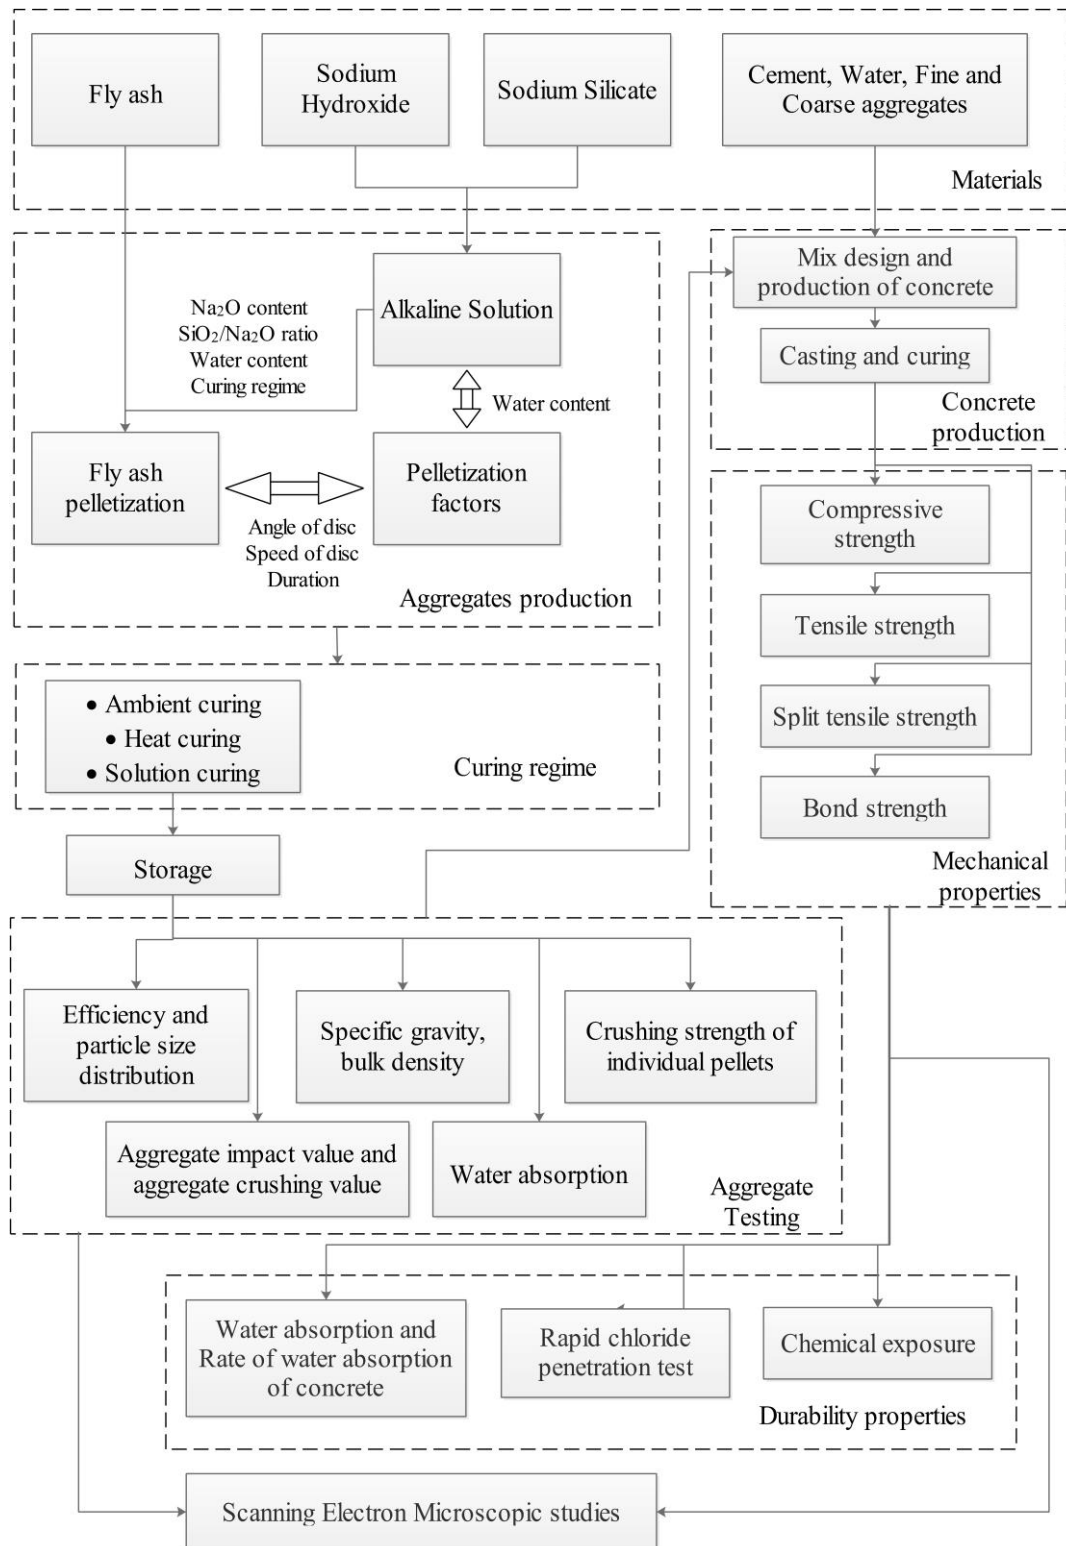 Fly ash
Sodium
Hydroxide
Sodium Silicate
Cement, Water, Fine and
Coarse aggregates
Materials
Alkaline Solution
Na₂O content
SiO₂/Na₂O ratio
Water content
Curing regime
Water content
Fly ash
pelletization
Pelletization
factors
Angle of disc
Speed of disc
Duration
Aggregates production
Mix design and
production of concrete
Casting and curing
Concrete
production
Compressive
strength
Tensile strength
Split tensile strength
Bond strength
Mechanical
properties
• Ambient curing
• Heat curing
• Solution curing
Curing regime
Storage
Efficiency and
particle size
distribution
Specific gravity,
bulk density
Crushing strength of
individual pellets
Aggregate impact value and
aggregate crushing value
Water absorption
Aggregate
Testing
Water absorption and
Rate of water absorption
of concrete
Rapid chloride
penetration test
Chemical exposure
Durability properties
Scanning Electron Microscopic studies